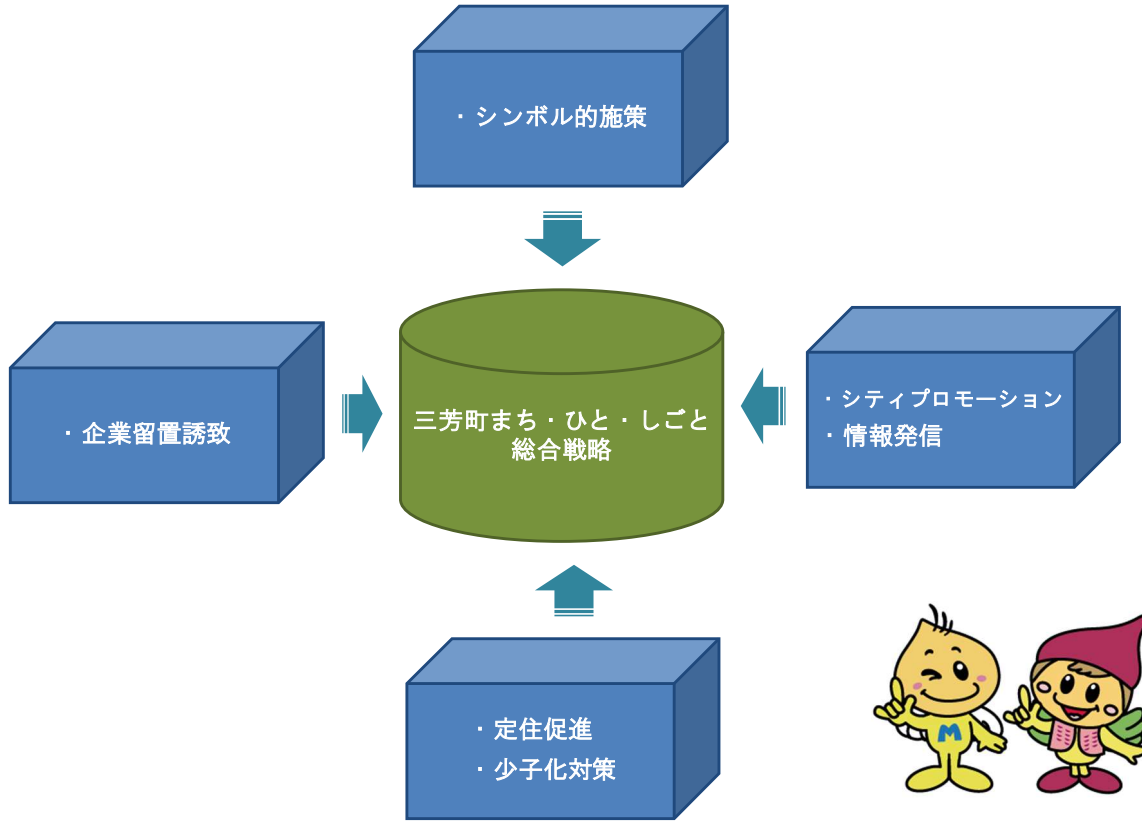 ・シンボル的施策
・企業留置誘致
三芳町まち・ひと・しごと
総合戦略
・シティプロモーション
・情報発信
・定住促進
・少子化対策
M